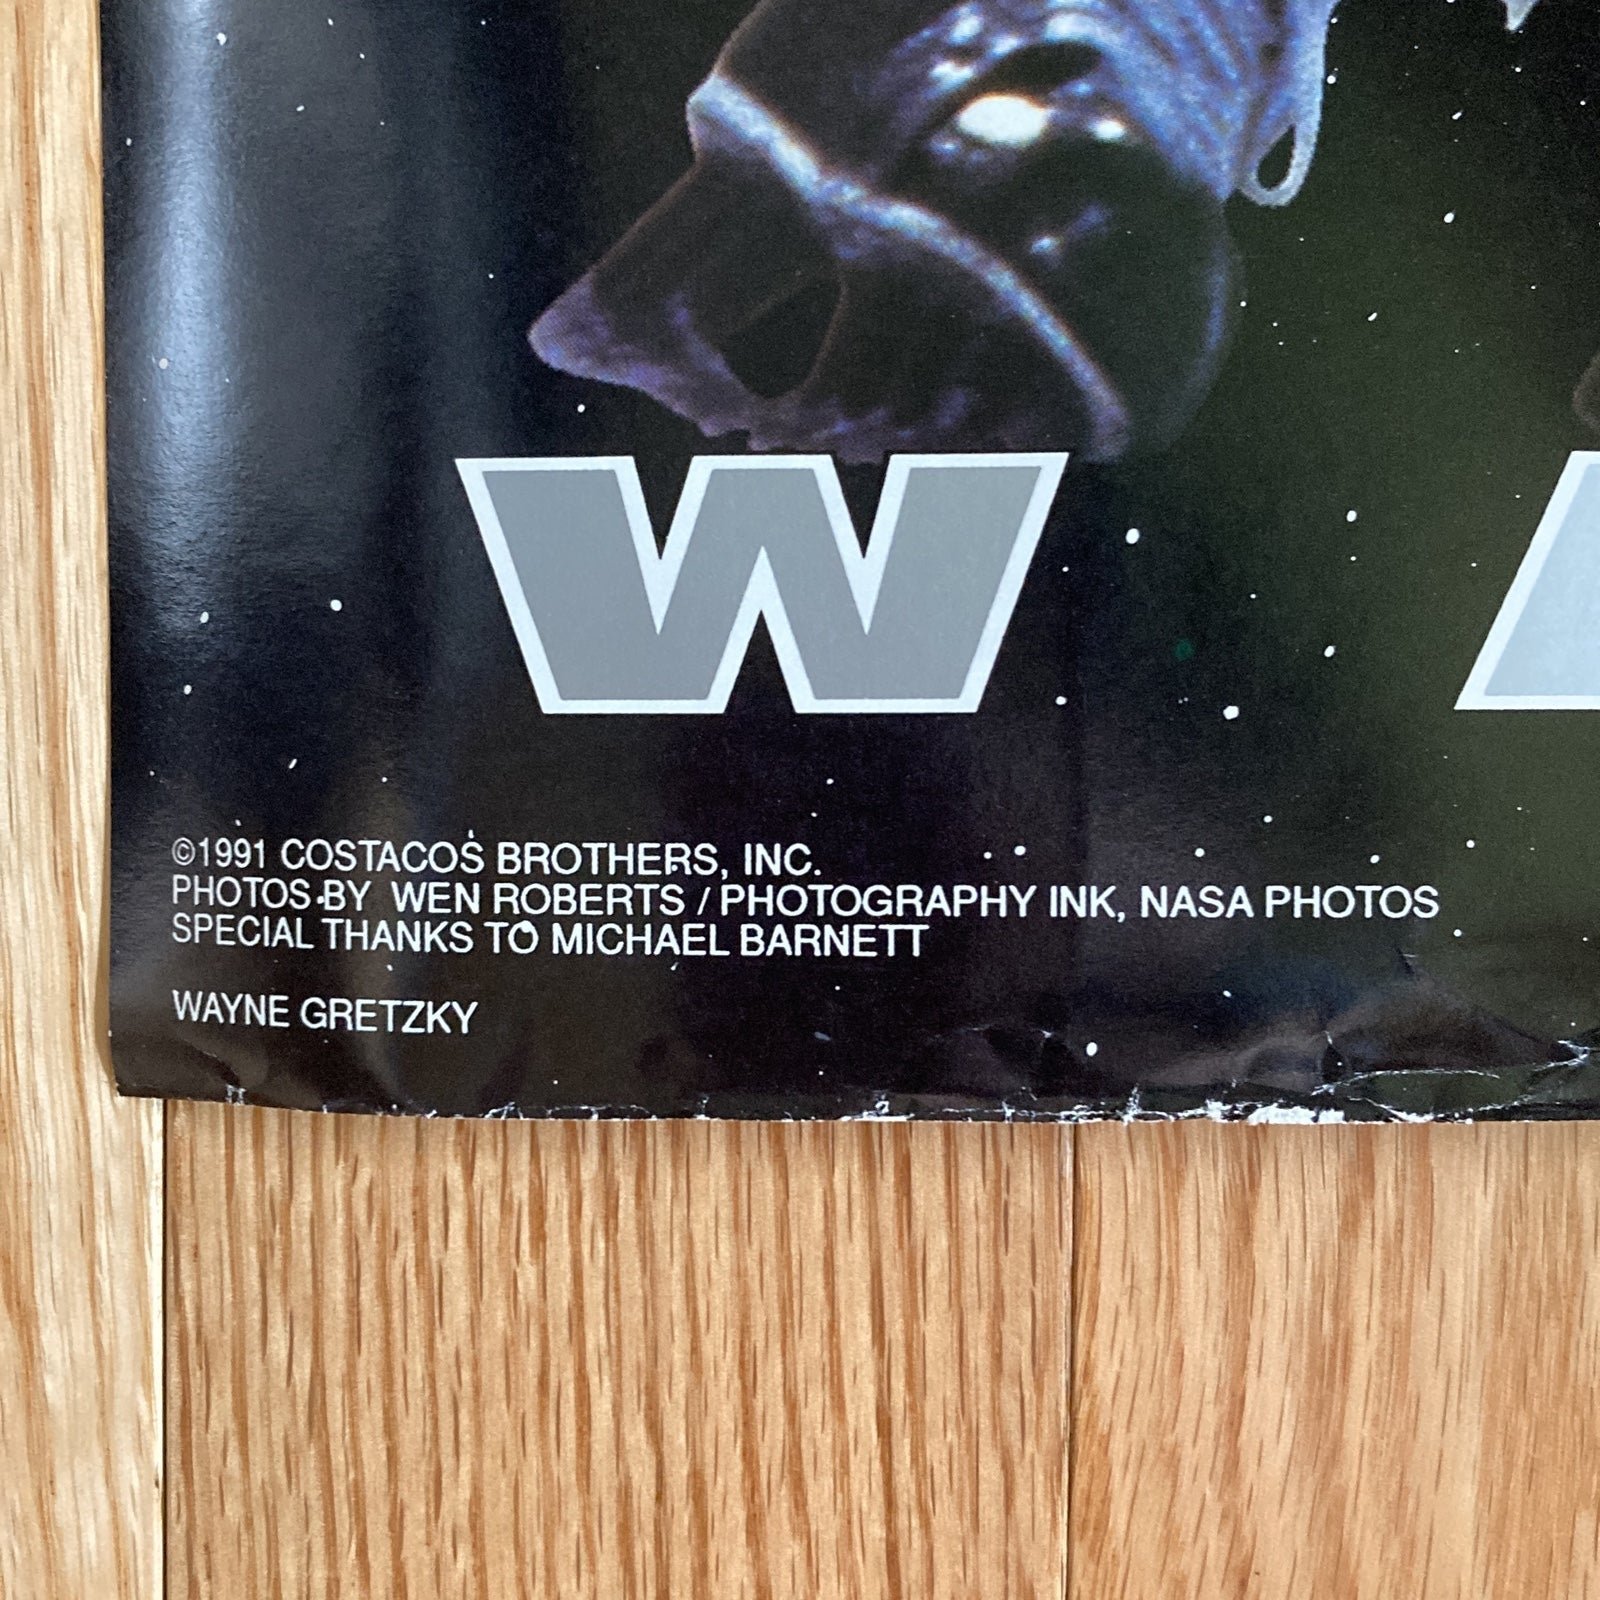 W
©1991 COSTACOS BROTHERS, INC.
PHOTOS BY WEN ROBERTS / PHOTOGRAPHY INK, NASA PHOTOS
SPECIAL THANKS TO MICHAEL BARNETT
WAYNE GRETZKY